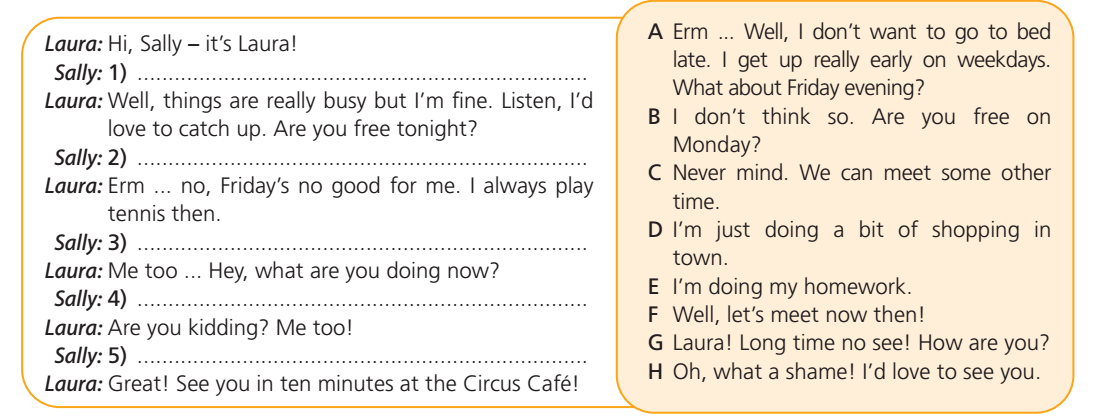 Laura: Hi, Sally – it's Laura!
Sally: 1) ..........................................................................
Laura: Well, things are really busy but I'm fine. Listen, I'd
love to catch up. Are you free tonight?
Sally: 2) ..........................................................................
Laura: Erm ... no, Friday's no good for me. I always play
tennis then.
Sally: 3) ..........................................................................
Laura: Me too ... Hey, what are you doing now?
Sally: 4) ..........................................................................
Laura: Are you kidding? Me too!
Sally: 5) ..........................................................................
Laura: Great! See you in ten minutes at the Circus Café!
A Erm ... Well, I don't want to go to bed
late. I get up really early on weekdays.
What about Friday evening?
B I don't think so. Are you free on
Monday?
C Never mind. We can meet some other
time.
D I'm just doing a bit of shopping in
town.
E I'm doing my homework.
F Well, let's meet now then!
G Laura! Long time no see! How are you?
H Oh, what a shame! I'd love to see you.